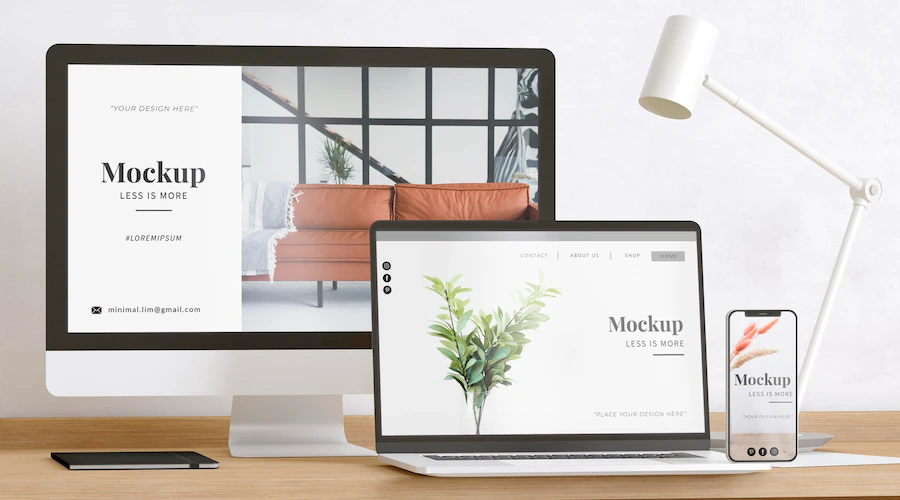 "YOUR DESIGN HERE"
Mockup
LESS IS MORE
#LOREMIPSUM
minimal.lim@gmail.com
CONTACT
ABOUT US
SHOP
HOME
Mockup
LESS IS MORE
"PLACE YOUR DESIGN HERE"
Mockup
LESS IS MORE
"YOUR DESIGN HERE"